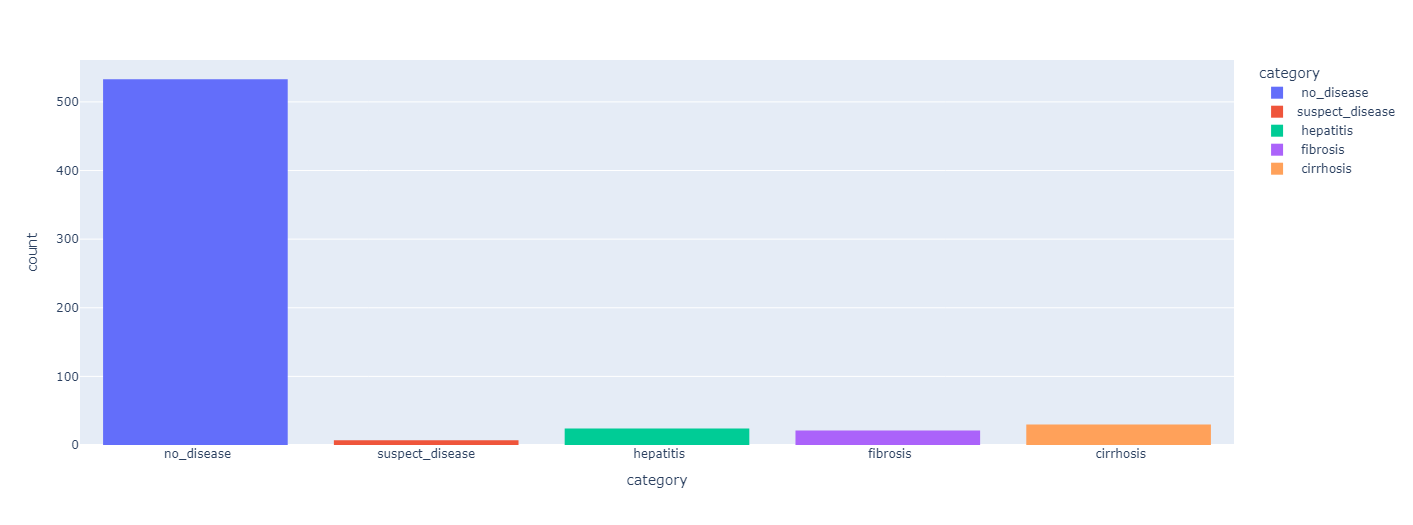 500
400
300
200
100
0
count
no_disease
suspect_disease
hepatitis
fibrosis
cirrhosis
category
category
no_disease
suspect_disease
hepatitis
fibrosis
cirrhosis